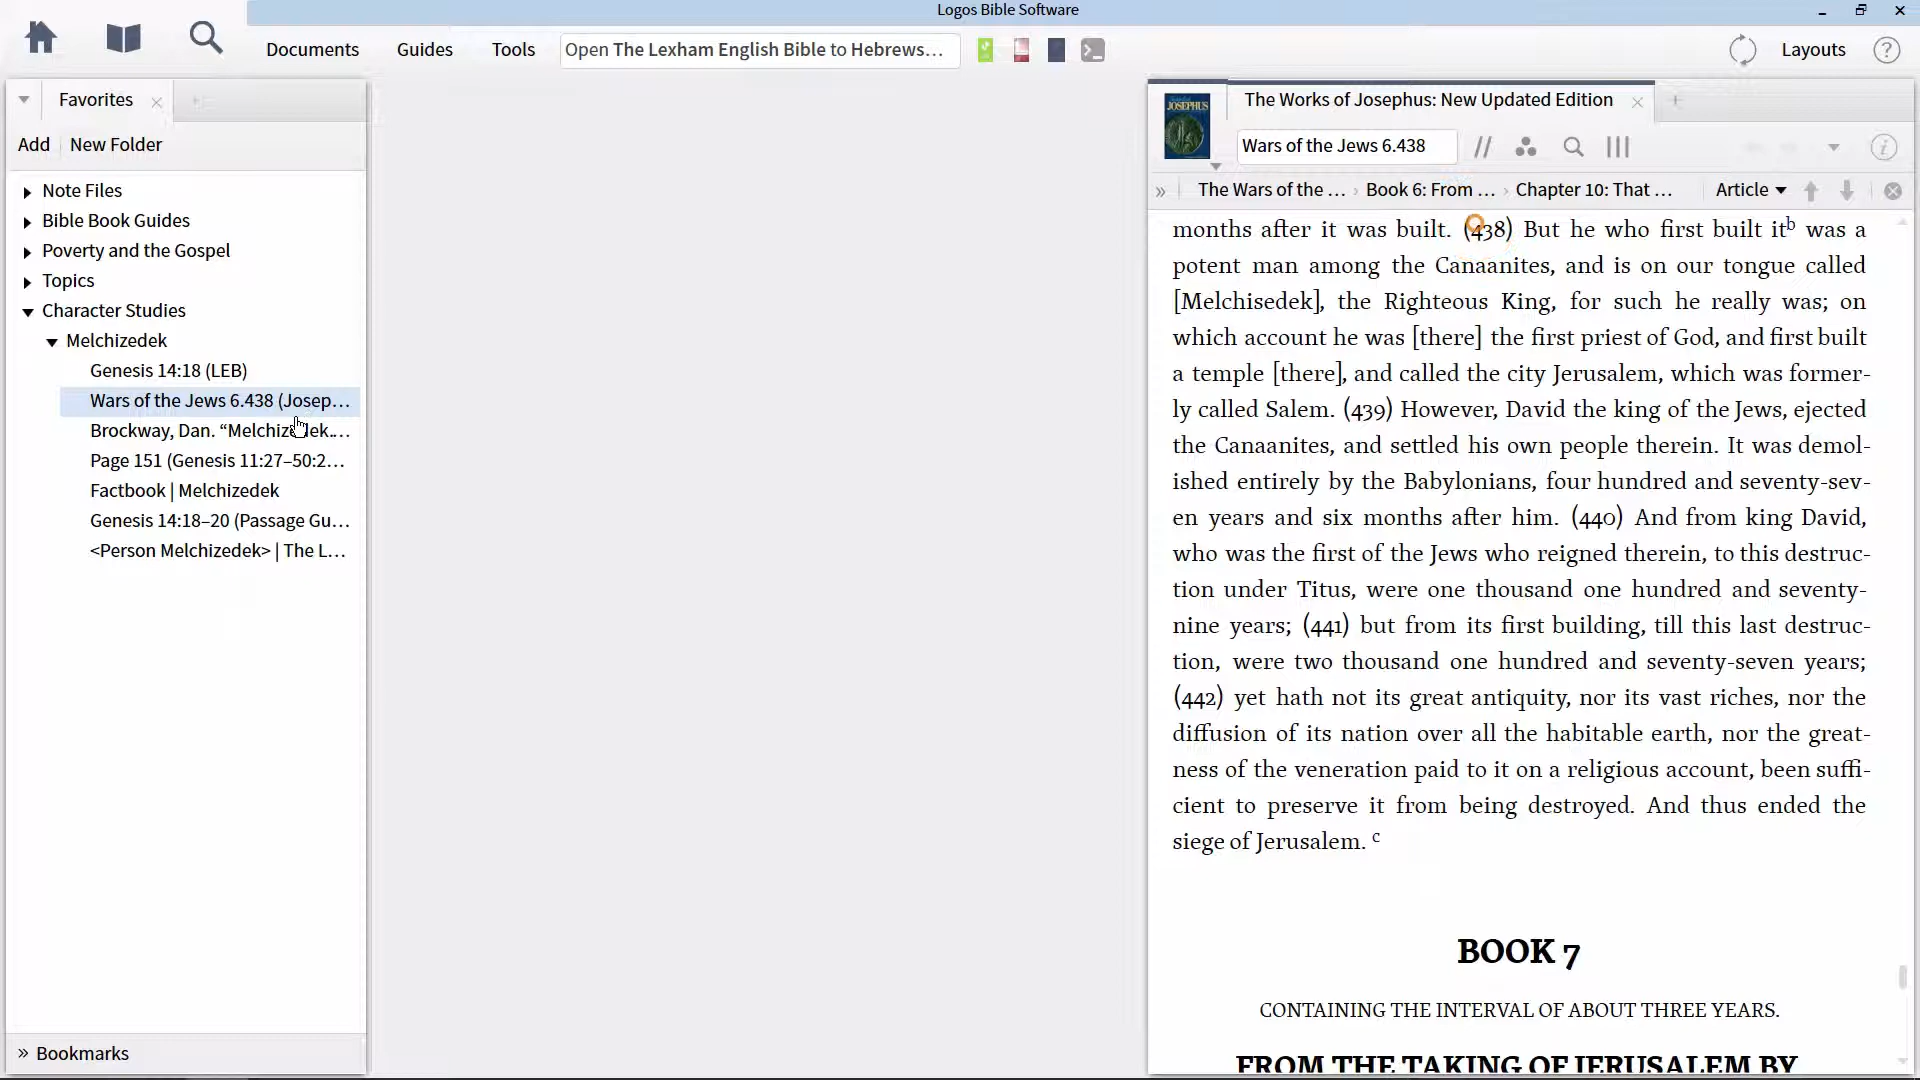 Logos Bible Software
Documents Guides Tools Open The Lexham English Bible to Hebrews… Layouts
Favorites
Add New Folder
Note Files
Bible Book Guides
Poverty and the Gospel
Topics
Character Studies
Melchizedek
Genesis 14:18 (LEB)
Wars of the Jews 6.438 (Josep…
Brockway, Dan. “Melchizedek.…
Page 151 (Genesis 11:27–50:2…
Factbook | Melchizedek
Genesis 14:18–20 (Passage Gu…
<Person Melchizedek> | The L…
» Bookmarks
JOSEPHUS
The Works of Josephus: New Updated Edition
Wars of the Jews 6.438
» The Wars of the … › Book 6: From … › Chapter 10: That … Article
months after it was built. (438) But he who first built itb was a
potent man among the Canaanites, and is on our tongue called
[Melchisedek], the Righteous King, for such he really was; on
which account he was [there] the first priest of God, and first built
a temple [there], and called the city Jerusalem, which was former-
ly called Salem. (439) However, David the king of the Jews, ejected
the Canaanites, and settled his own people therein. It was demol-
ished entirely by the Babylonians, four hundred and seventy-sev-
en years and six months after him. (440) And from king David,
who was the first of the Jews who reigned therein, to this destruc-
tion under Titus, were one thousand one hundred and seventy-
nine years; (441) but from its first building, till this last destruc-
tion, were two thousand one hundred and seventy-seven years;
(442) yet hath not its great antiquity, nor its vast riches, nor the
diffusion of its nation over all the habitable earth, nor the great-
ness of the veneration paid to it on a religious account, been suffi-
cient to preserve it from being destroyed. And thus ended the
siege of Jerusalem. c
BOOK 7
CONTAINING THE INTERVAL OF ABOUT THREE YEARS.
FROM THE TAKING OF JERUSALEM BY